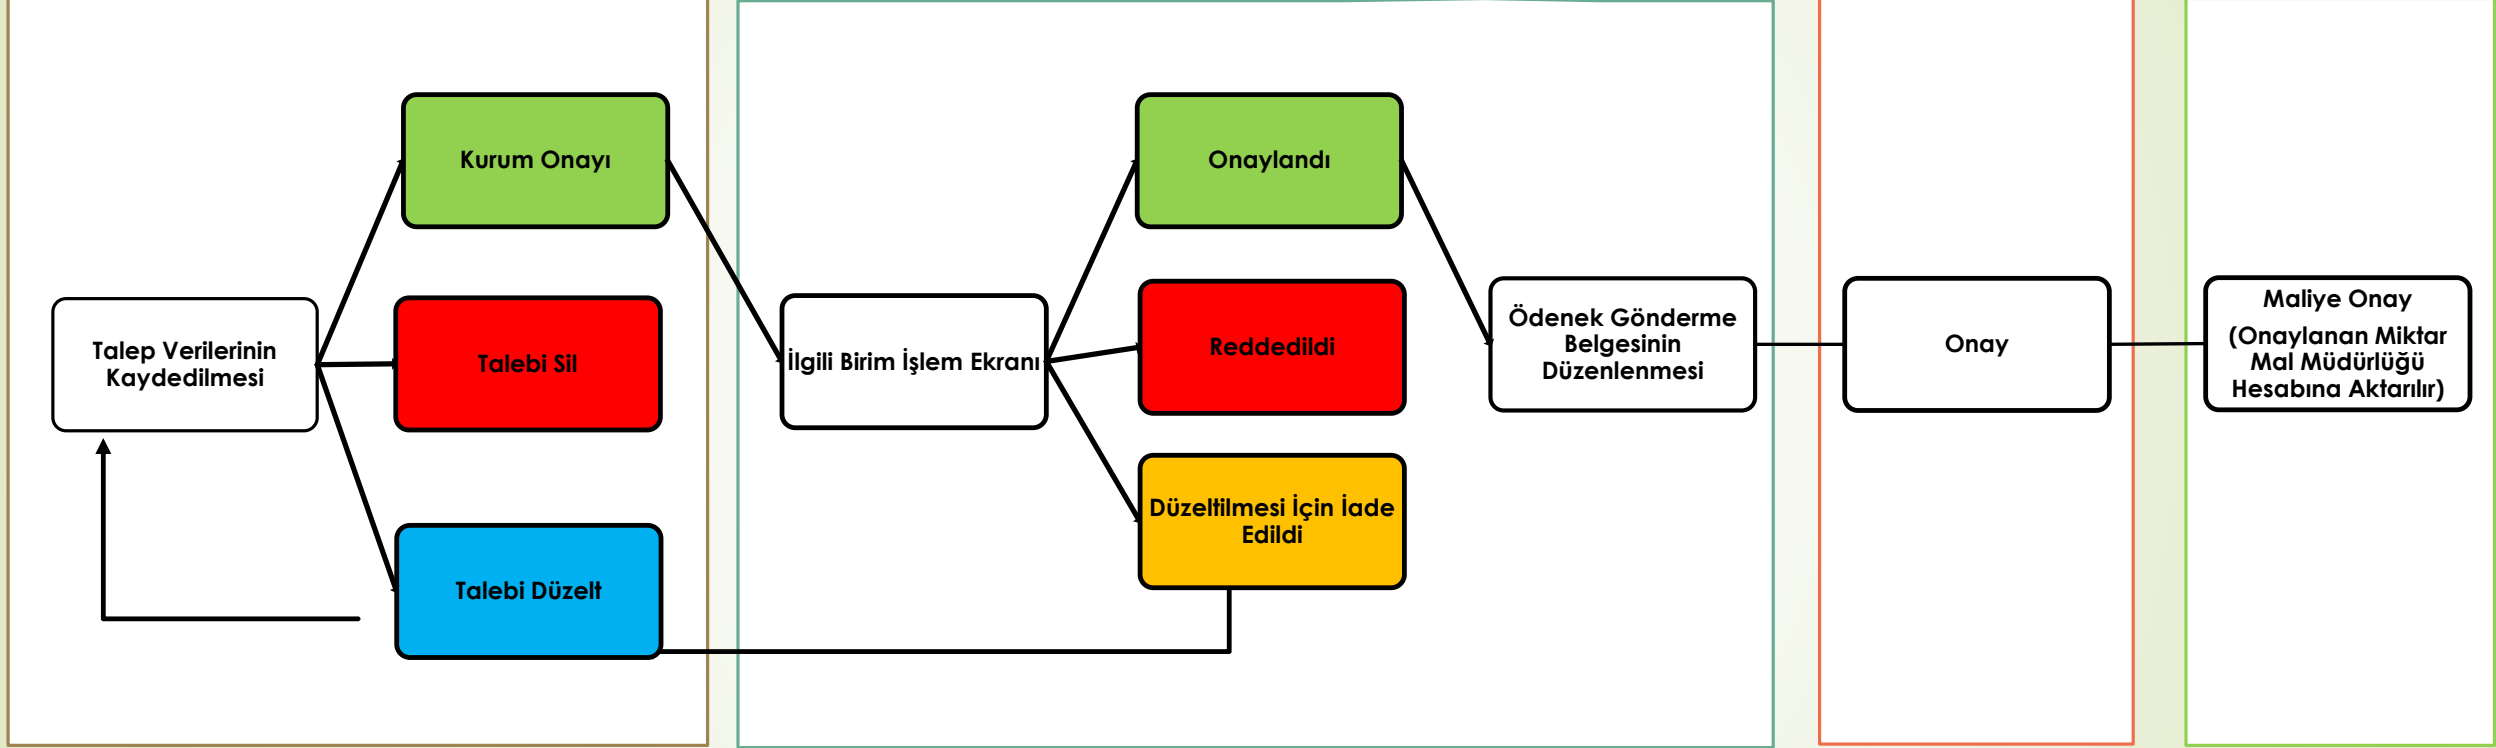 Kurum Onayı
Talep Verilerinin
Kaydedilmesi
Talebi Sil
Talebi Düzelt
İlgili Birim İşlem Ekranı
Onaylandı
Reddedildi
Düzeltilmesi İçin İade
Edildi
Ödenek Gönderme
Belgesinin
Düzenlenmesi
Onay
Maliye Onay
(Onaylanan Miktar
Mal Müdürlüğü
Hesabına Aktarılır)